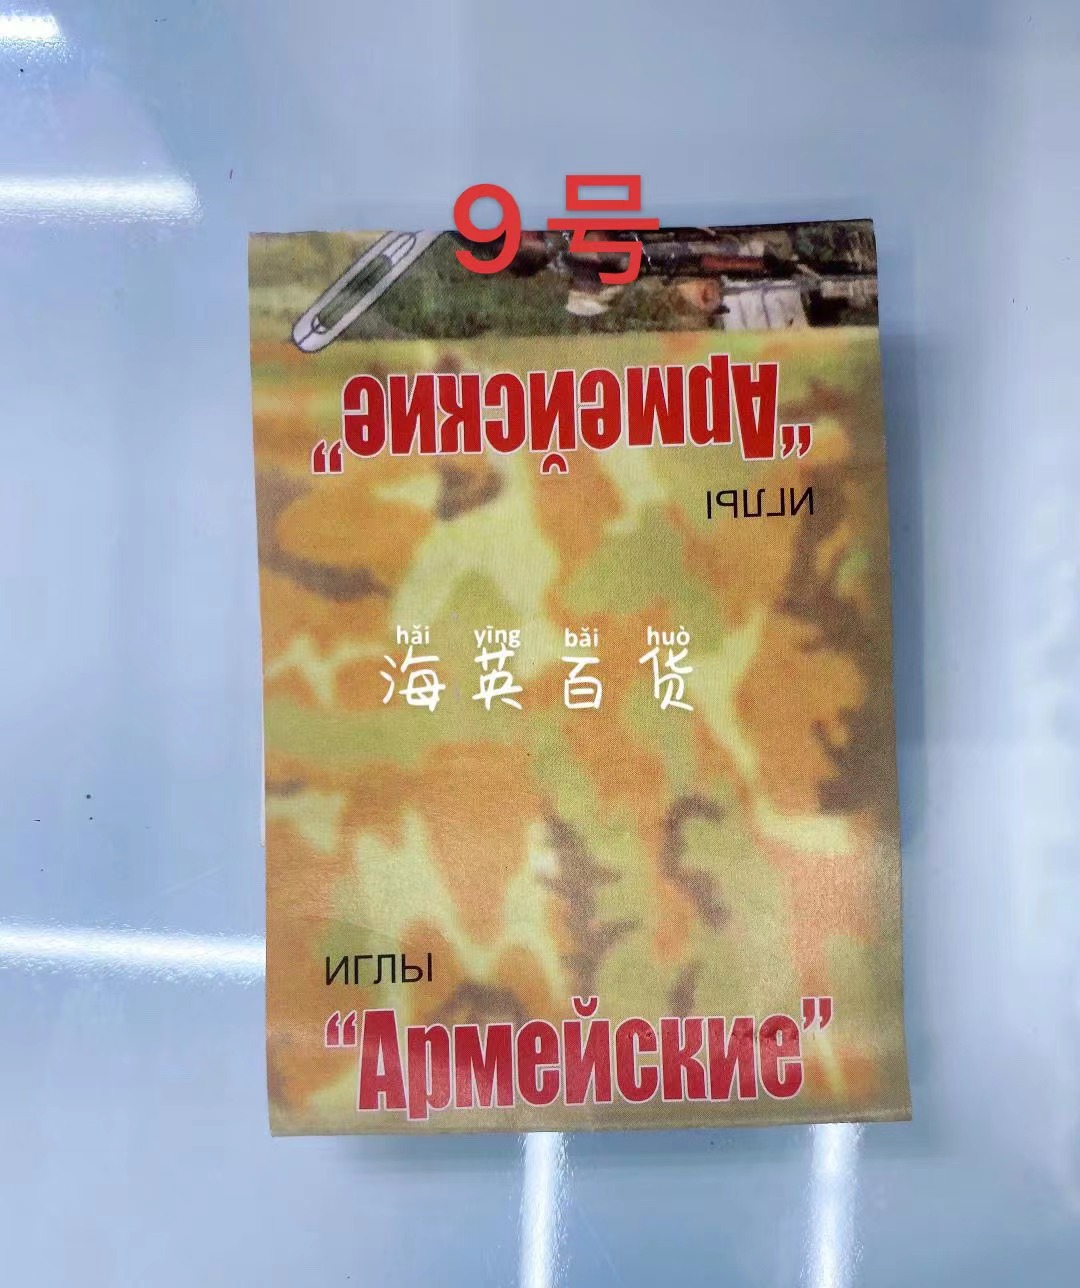 9号
“Армейские”
ИГЛЫ
hǎi yīng bǎi huò
海英百货
ИГЛЫ
“Армейские”